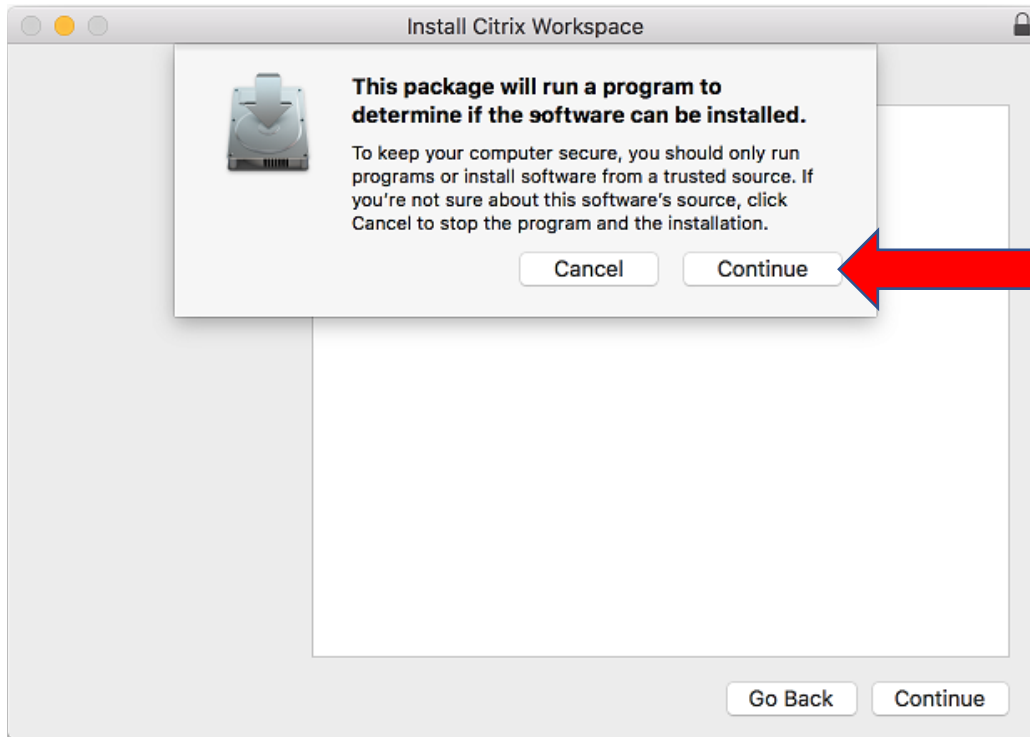 Install Citrix Workspace
This package will run a program to
determine if the software can be installed.
To keep your computer secure, you should only run
programs or install software from a trusted source. If
you're not sure about this software's source, click
Cancel to stop the program and the installation.
Cancel
Continue
Go Back
Continue